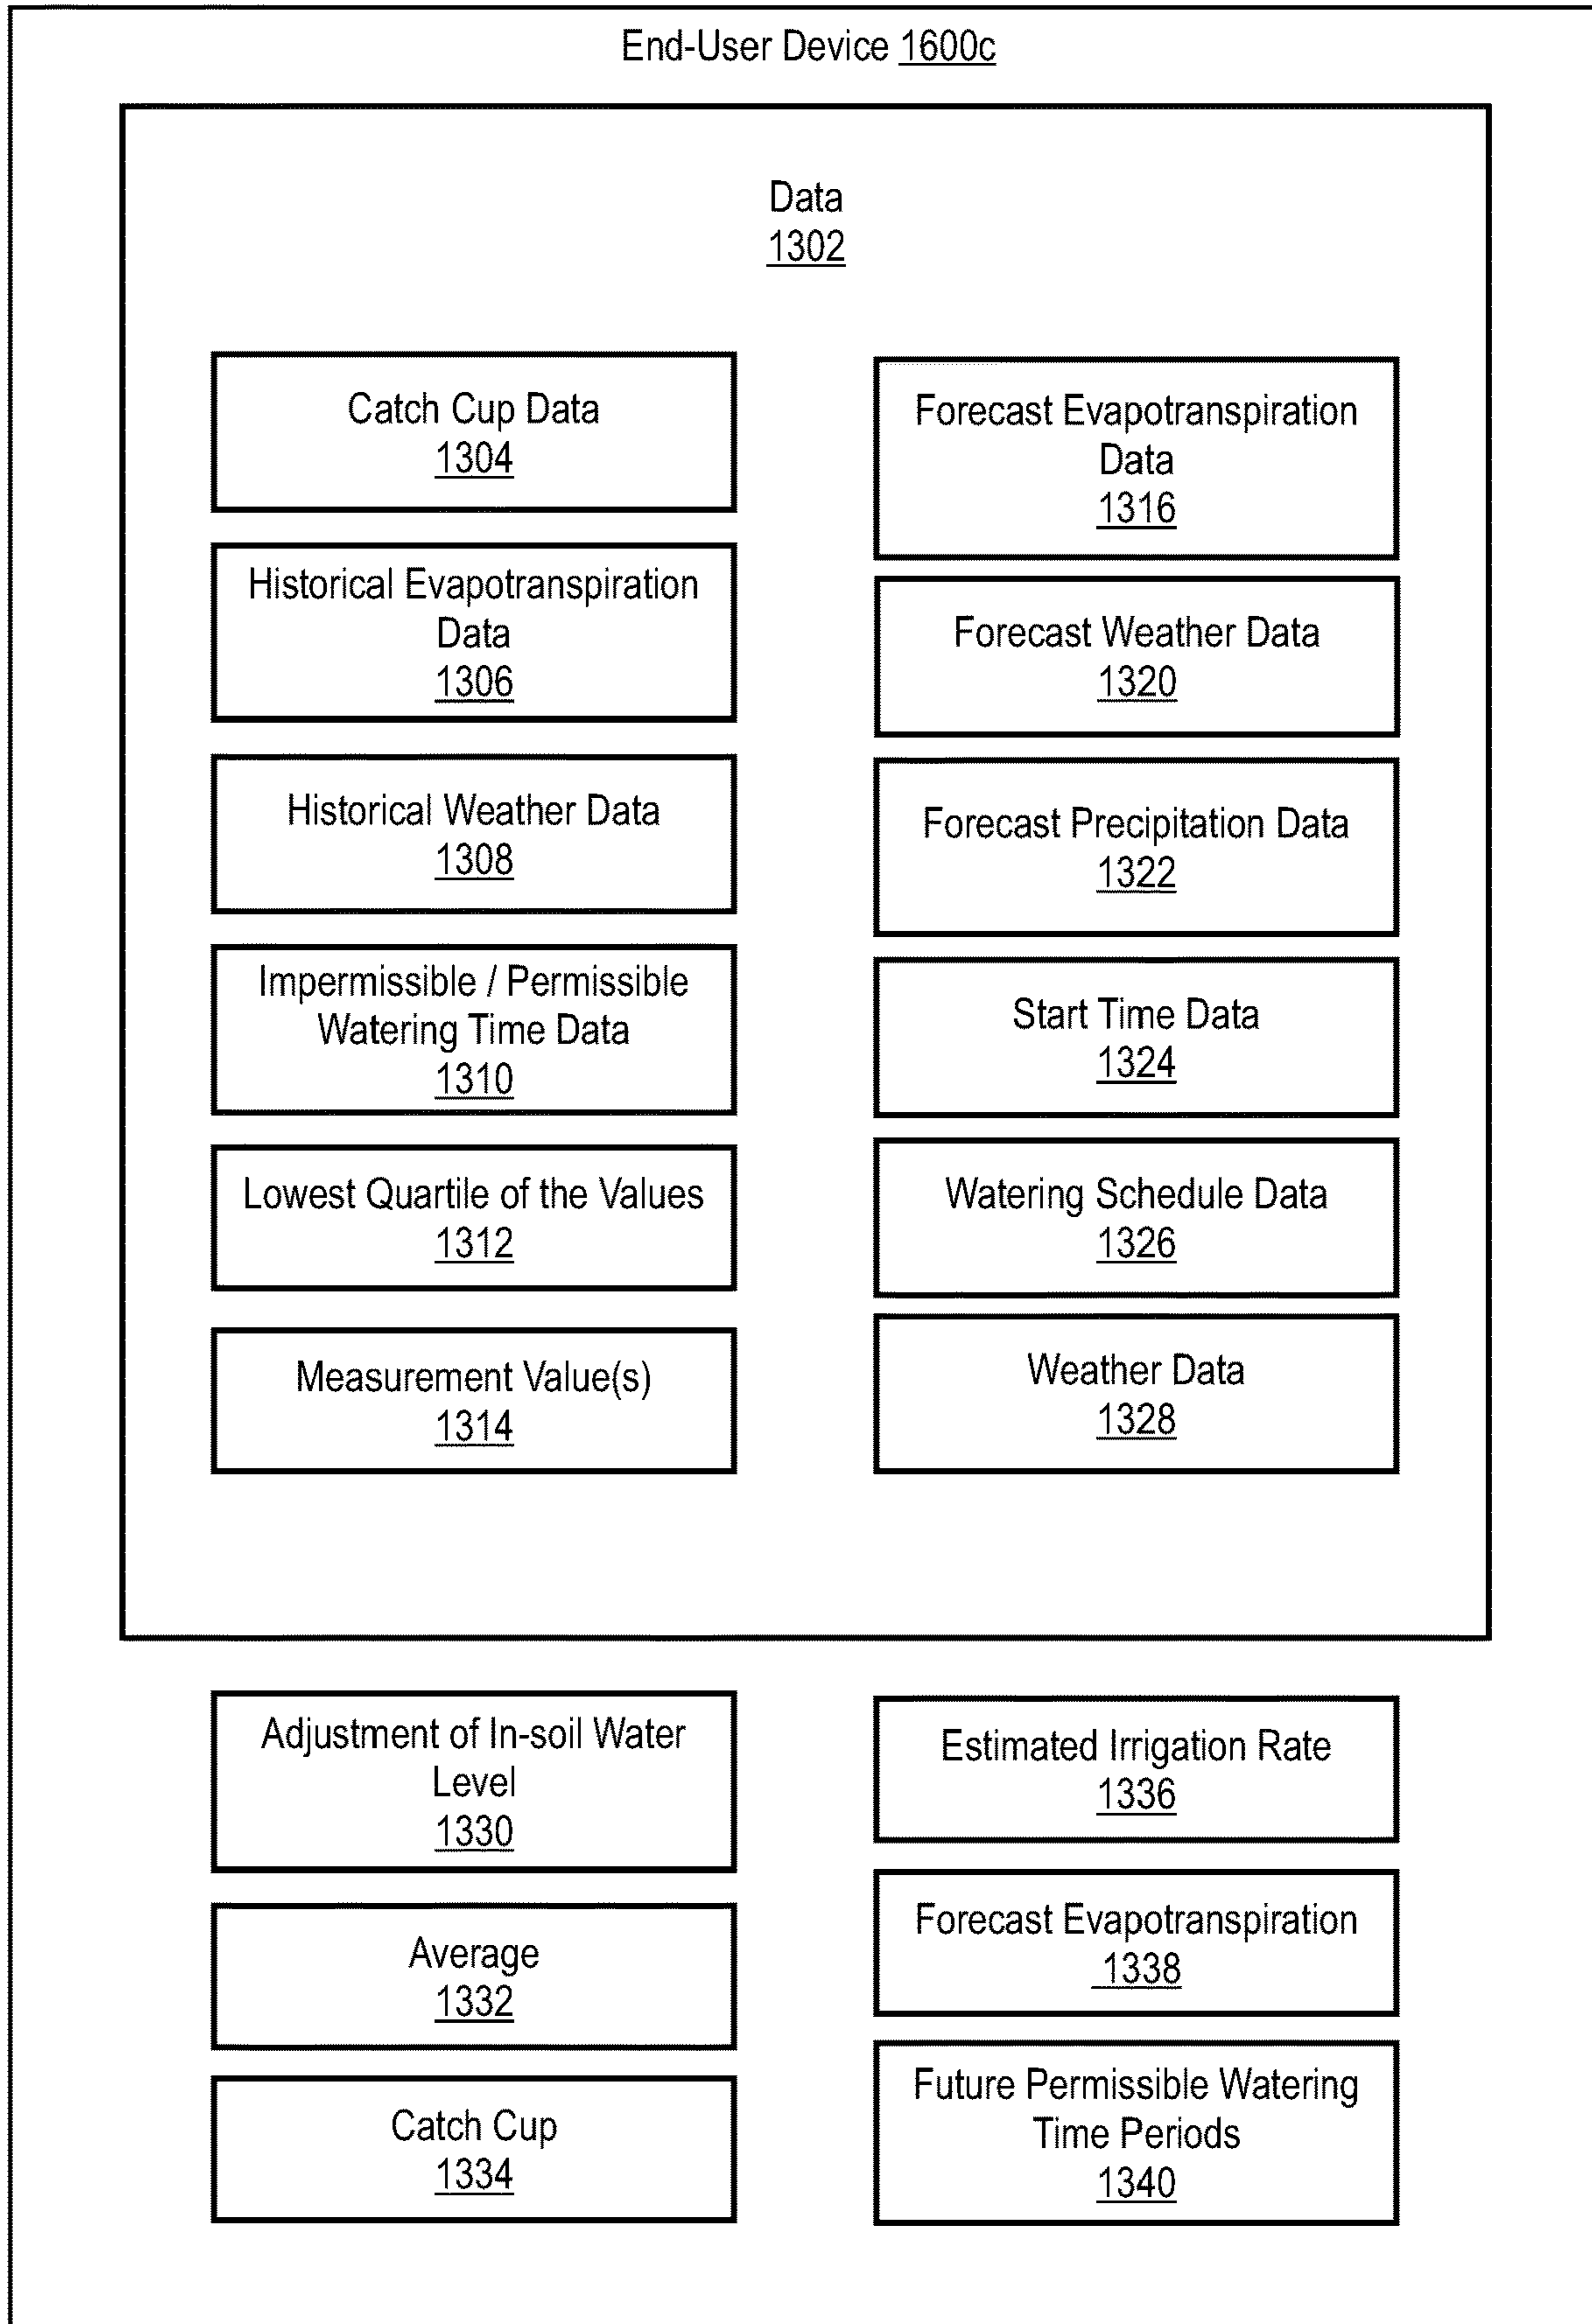 End-User Device 1600c
Data
1302
Catch Cup Data
1304
Historical Evapotranspiration
Data
1306
Historical Weather Data
1308
Impermissible / Permissible
Watering Time Data
1310
Lowest Quartile of the Values
1312
Measurement Value(s)
1314
Forecast Evapotranspiration
Data
1316
Forecast Weather Data
1320
Forecast Precipitation Data
1322
Start Time Data
1324
Watering Schedule Data
1326
Weather Data
1328
Adjustment of In-soil Water
Level
1330
Average
1332
Catch Cup
1334
Estimated Irrigation Rate
1336
Forecast Evapotranspiration
1338
Future Permissible Watering
Time Periods
1340